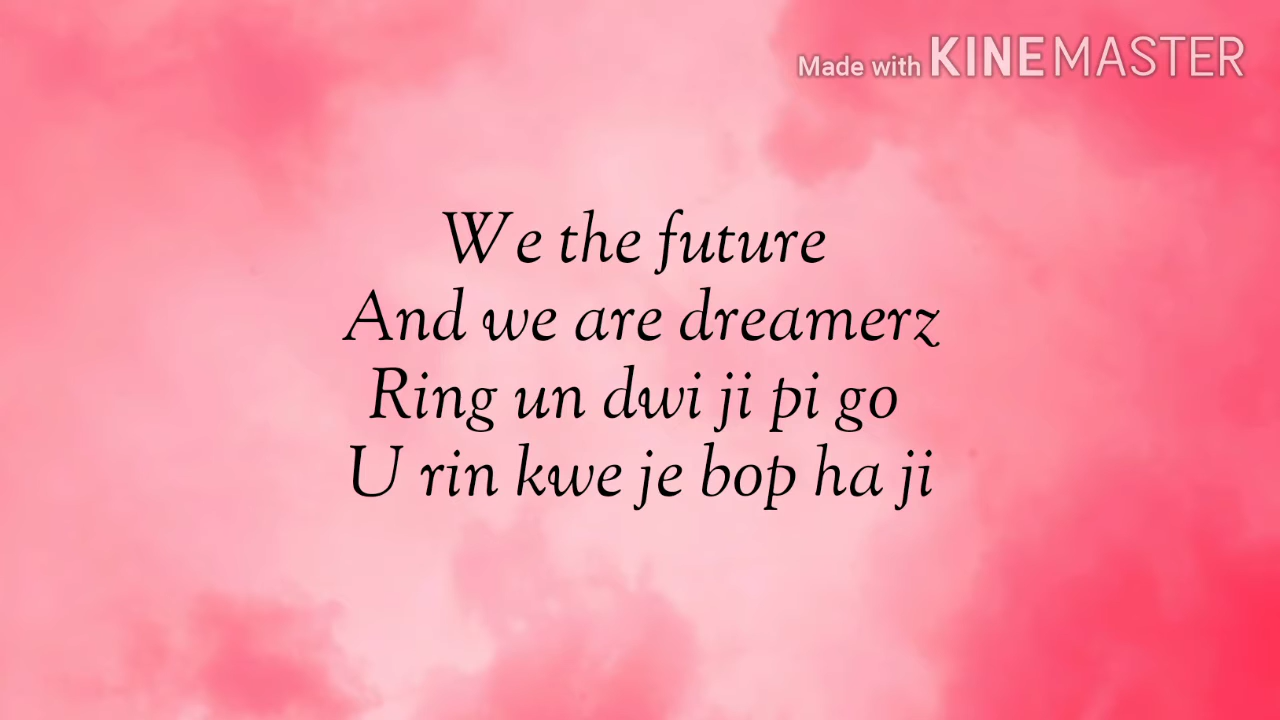 Made with KINEMASTER
We the future
And we are dreamerz
Ring un dwi ji pi go
U rin kwe je bop ha ji